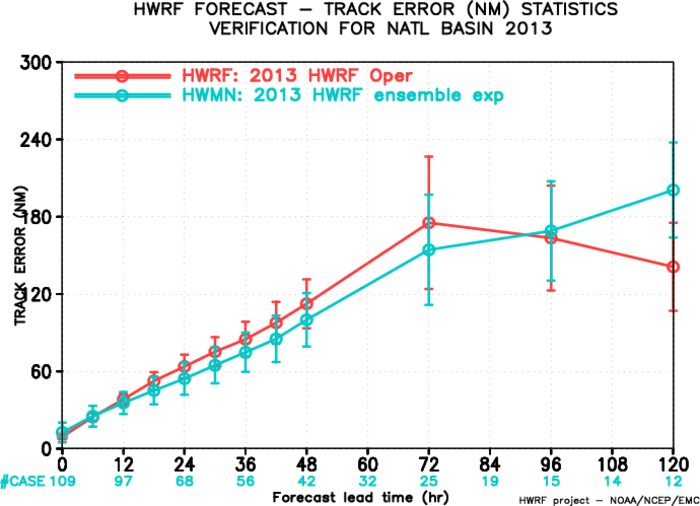 HWRF FORECAST – TRACK ERROR (NM) STATISTICS
VERIFICATION FOR NATL BASIN 2013
HWRF: 2013 HWRF Oper
HWMN: 2013 HWRF ensemble exp
TRACK ERROR (NM)
300
240
180
120
60
0
0 12 24 36 48 60 72 84 96 108 120
#CASE 109 97 68 56 42 32 25 19 15 14 12
Forecast lead time (hr)
HWRF project – NOAA/NCEP/EMC